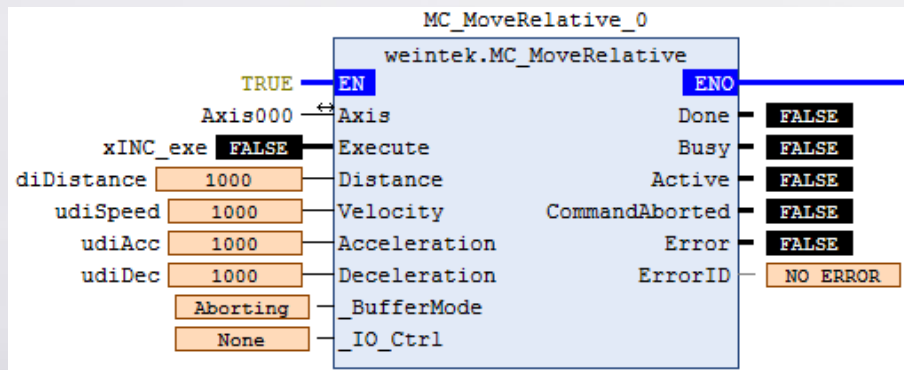 MC_MoveRelative_0
weintek.MC_MoveRelative
TRUE EN ENO
Axis000 Axis Done FALSE
xINC_exe FALSE Execute Busy FALSE
diDistance 1000 Distance Active FALSE
udiSpeed 1000 Velocity CommandAborted FALSE
udiAcc 1000 Acceleration Error FALSE
udiDec 1000 Deceleration ErrorID NO ERROR
Aborting _BufferMode
None _IO_Ctrl